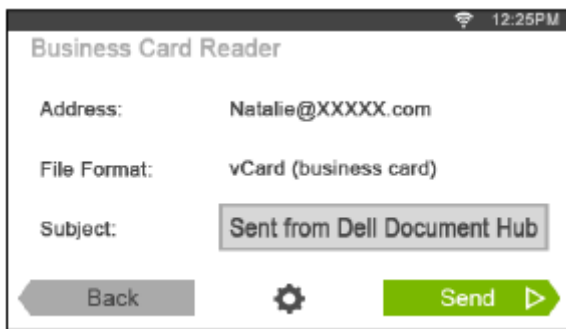 12:25PM
Business Card Reader
Address: Natalie@XXXXX.com
File Format: vCard (business card)
Subject: Sent from Dell Document Hub
Back Send